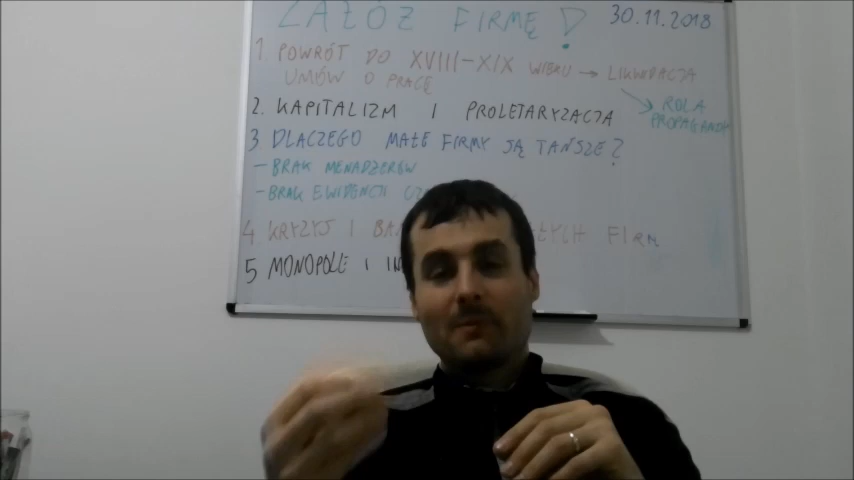 ZAŁÓŻ FIRMĘ! 30.11.2018
1. POWRÓT DO XVIII-XIX WIEKU → LIKWIDACJA
UMÓW O PRACĘ
→ ROLA
PROPAGANDY
2. KAPITALIZM I PROLETARYZACJA
3 DLACZEGO MAŁE FIRMY SĄ TAŃSZE?
- BRAK MENADŻERÓW
- BRAK EWIDENCJI
4 KRYZYS I FIRM
5 MONOPOLE I